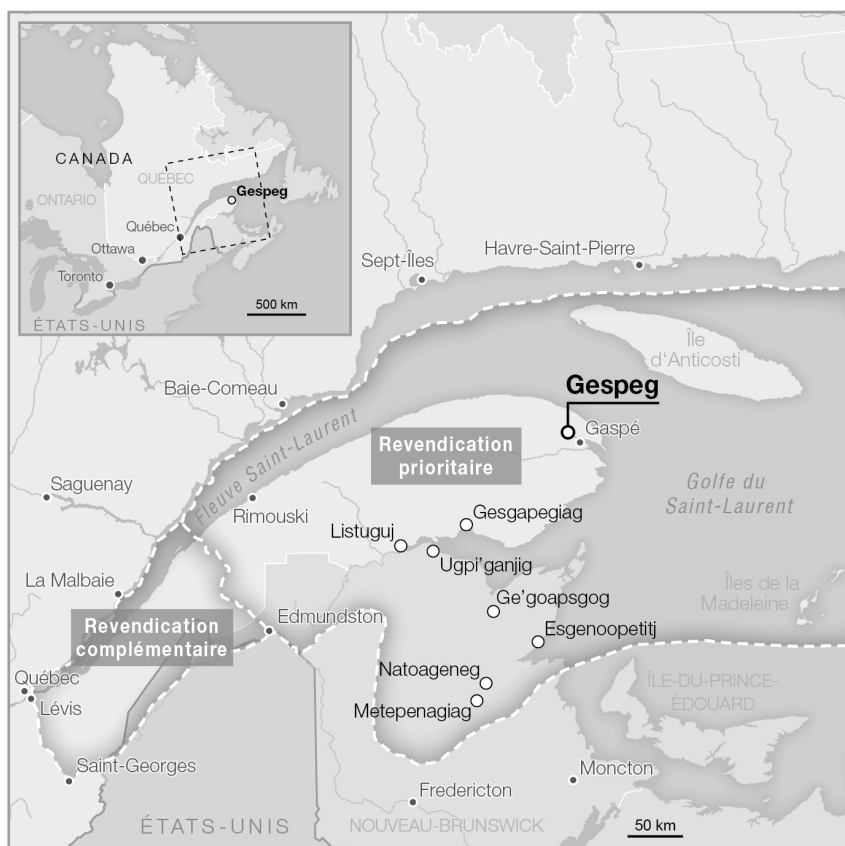 CANADA
QUÉBEC
ONTARIO
Gespeg
Québec
Ottawa
Toronto
500 km
ÉTATS-UNIS
Sept-Îles
Havre-Saint-Pierre
Île
d'Anticosti
Baie-Comeau
Gespeg
Gaspé
Revendication
prioritaire
Fleuve Saint-Laurent
Golfe du
Saint-Laurent
Saguenay
Rimouski
Gesgapegiag
Listuguj
Ugpi'ganjig
La Malbaie
Ge'goapsgog
Îles de la
Madeleine
Edmundston
Esgenoopetitj
Revendication
complémentaire
Natoageneg
Québec
Lévis
Metepenagiag
ÎLE-DU-PRINCE-
ÉDOUARD
Saint-Georges
Moncton
Fredericton
ÉTATS-UNIS
NOUVEAU-BRUNSWICK
50 km